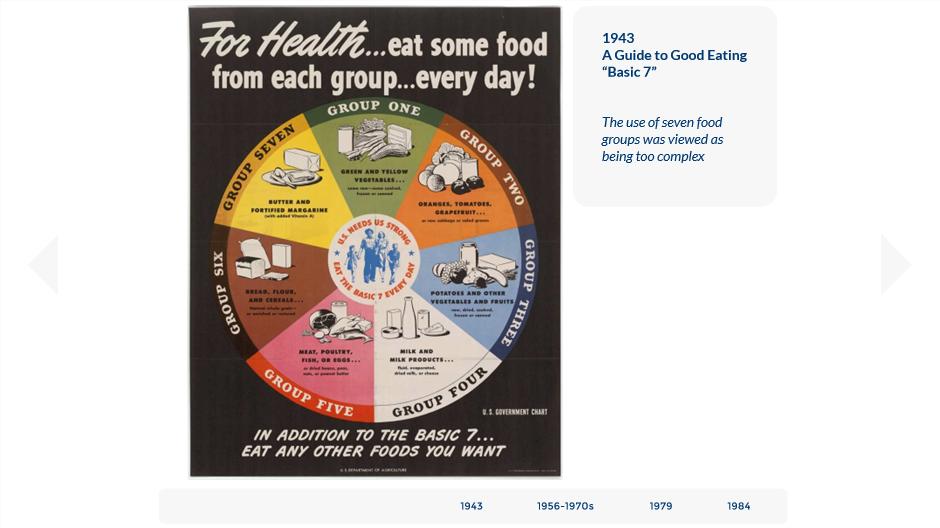 For Health...eat some food
from each group...every day!
GROUP ONE
GREEN AND YELLOW
VEGETABLES...
some raw—some cooked,
frozen or canned
GROUP TWO
ORANGES, TOMATOES,
GRAPEFRUIT...
or raw cabbage or salad greens
GROUP THREE
POTATOES AND OTHER
VEGETABLES AND FRUITS
raw, dried, cooked,
frozen or canned
GROUP FOUR
MILK AND
MILK PRODUCTS...
fluid, evaporated,
dried milk, or cheese
GROUP FIVE
MEAT, POULTRY,
FISH, OR EGGS...
or dried beans, peas,
nuts, or peanut butter
GROUP SIX
BREAD, FLOUR,
AND CEREALS...
Natural whole grain—
or enriched or restored
GROUP SEVEN
BUTTER AND
FORTIFIED MARGARINE
(with added Vitamin A)
U.S. NEEDS US STRONG
EAT THE BASIC 7 EVERY DAY
U.S. GOVERNMENT CHART
IN ADDITION TO THE BASIC 7...
EAT ANY OTHER FOODS YOU WANT
U.S. DEPARTMENT OF AGRICULTURE
1943
A Guide to Good Eating
“Basic 7”
The use of seven food
groups was viewed as
being too complex
1943
1956-1970s
1979
1984